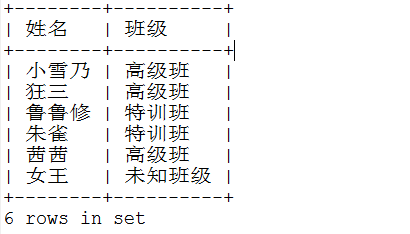 +--------+----------+
| 姓名 | 班级 |
+--------+----------+
| 小雪乃 | 高级班 |
| 狂三 | 高级班 |
| 鲁鲁修 | 特训班 |
| 朱雀 | 特训班 |
| 茜茜 | 高级班 |
| 女王 | 未知班级 |
+--------+----------+
6 rows in set